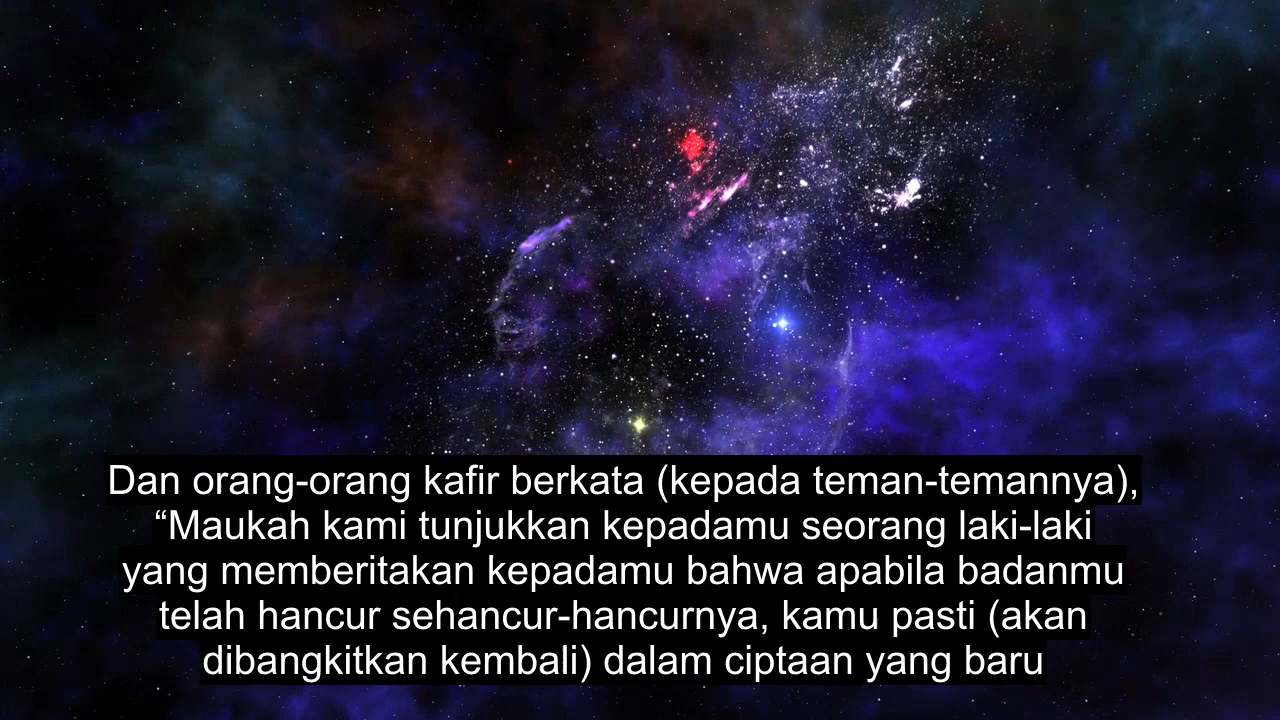 Dan orang-orang kafir berkata (kepada teman-temannya),
“Maukah kami tunjukkan kepadamu seorang laki-laki
yang memberitakan kepadamu bahwa apabila badanmu
telah hancur sehancur-hancurnya, kamu pasti (akan
dibangkitkan kembali) dalam ciptaan yang baru